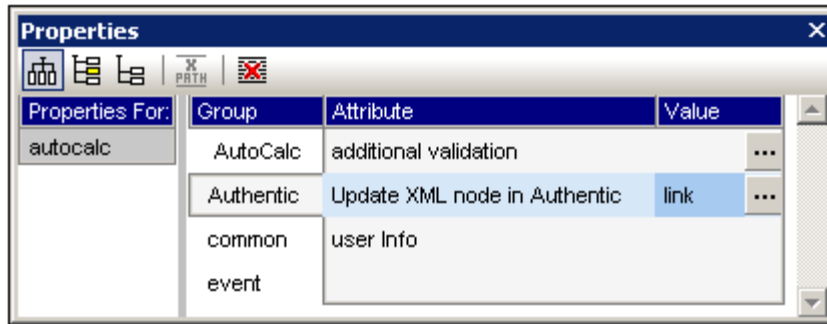 Properties
X
PATH
Properties For: Group Attribute Value
autocalc AutoCalc additional validation ...
Authentic Update XML node in Authentic link ...
common user Info
event